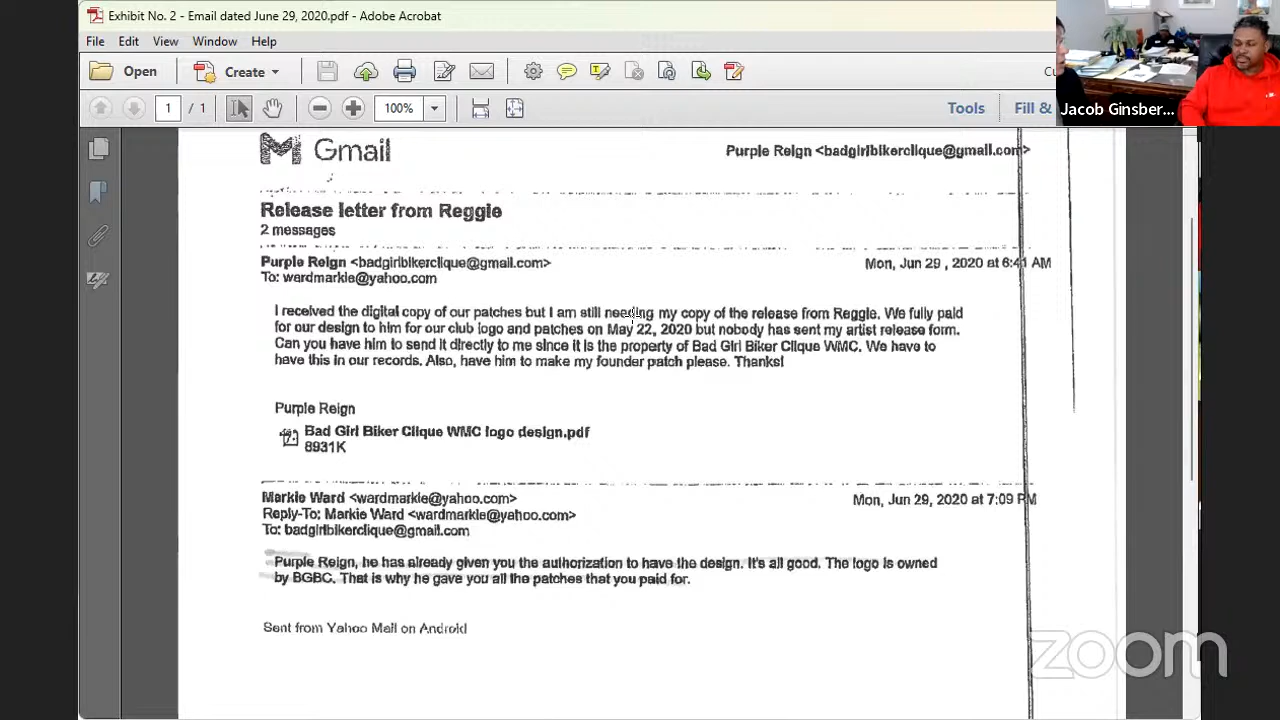 Exhibit No. 2 - Email dated June 29, 2020.pdf - Adobe Acrobat
File Edit View Window Help
Open Create
1 / 1 100% Tools Fill &
Jacob Ginsber...
Gmail
Purple Reign <badgirlbikerclique@gmail.com>
Release letter from Reggie
2 messages
Purple Reign <badgirlbikerclique@gmail.com> Mon, Jun 29 , 2020 at 6:41 AM
To: wardmarkie@yahoo.com
I received the digital copy of our patches but I am still needing my copy of the release from Reggie. We fully paid
for our design to him for our club logo and patches on May 22, 2020 but nobody has sent my artist release form.
Can you have him to send it directly to me since it is the property of Bad Girl Biker Clique WMC. We have to
have this in our records. Also, have him to make my founder patch please. Thanks!
Purple Reign
Bad Girl Biker Clique WMC logo design.pdf
8931K
Markie Ward <wardmarkie@yahoo.com> Mon, Jun 29, 2020 at 7:09 PM
Reply-To: Markie Ward <wardmarkie@yahoo.com>
To: badgirlbikerclique@gmail.com
Purple Reign, he has already given you the authorization to have the design. It's all good. The logo is owned
by BGBC. That is why he gave you all the patches that you paid for.
Sent from Yahoo Mail on Android
zoom